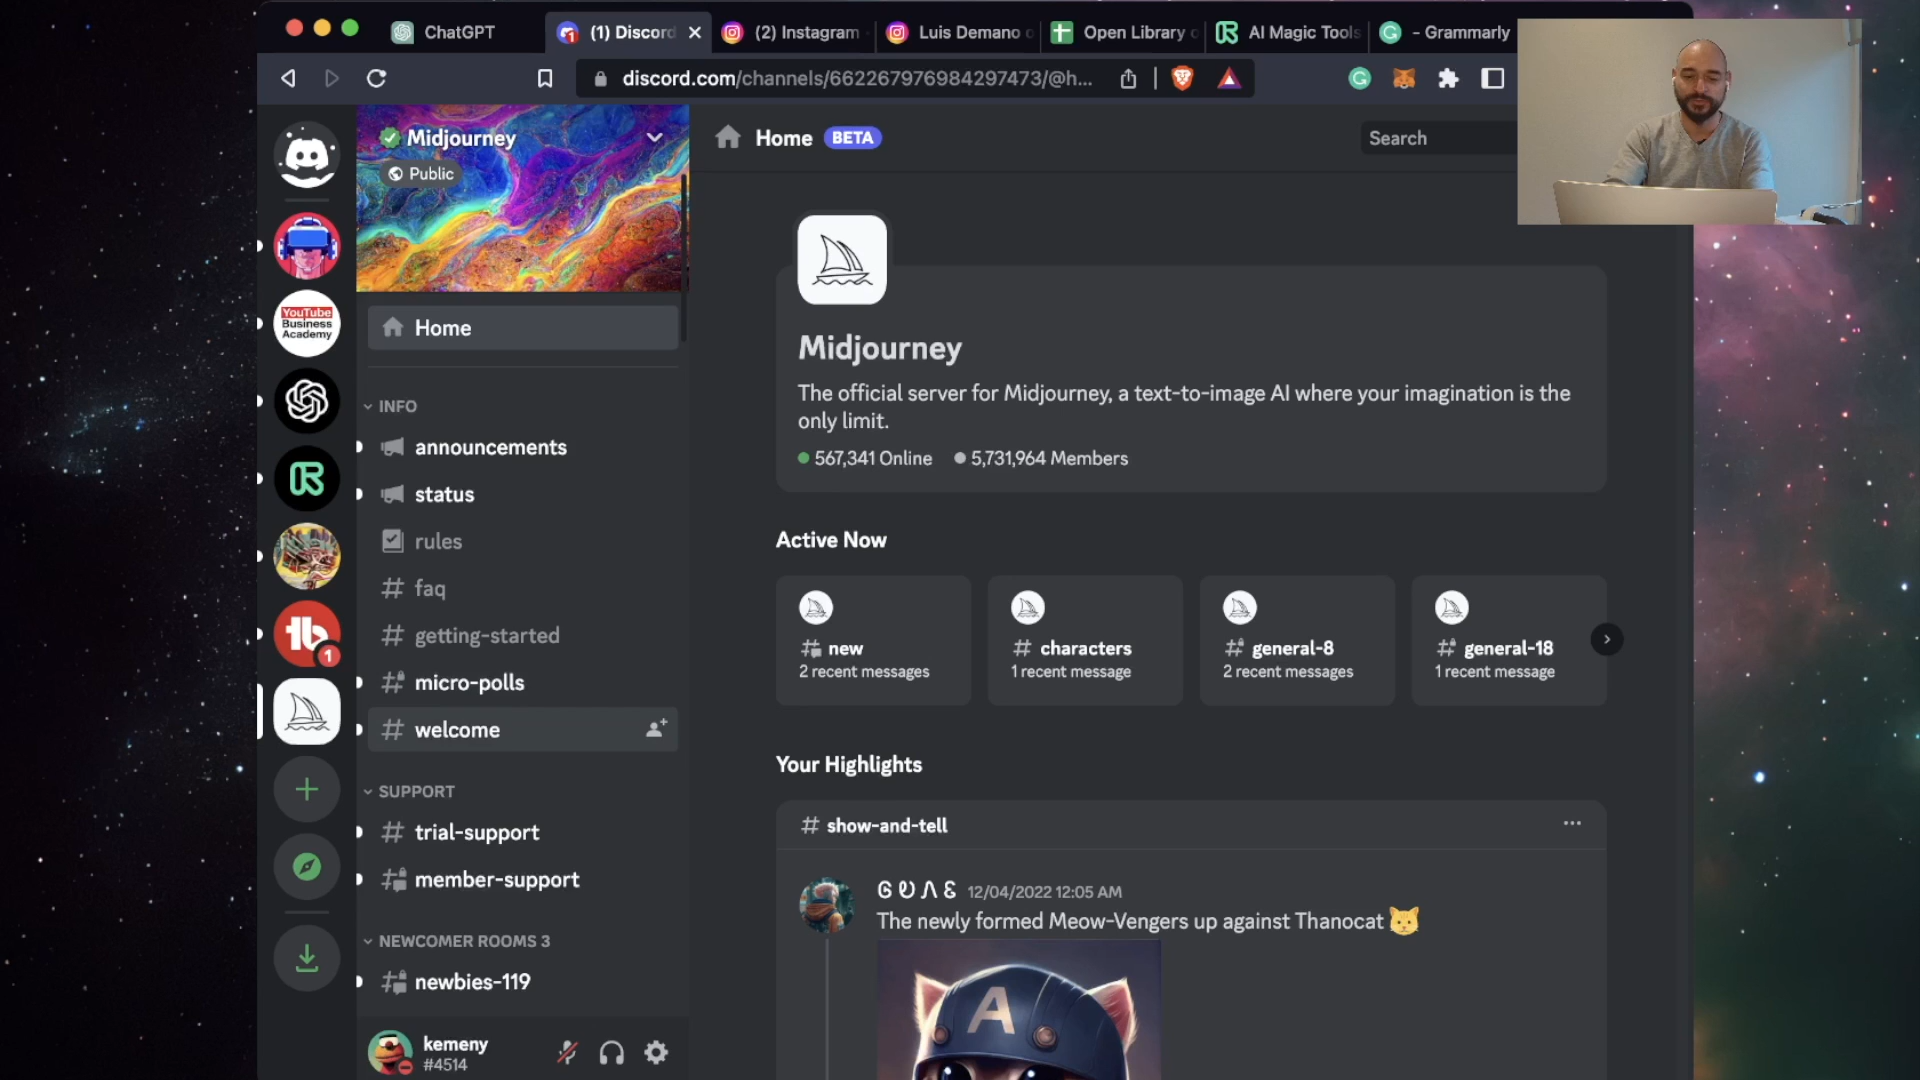 ChatGPT
(1) Discord
(2) Instagram
Luis Demano
Open Library
AI Magic Tools
- Grammarly
discord.com/channels/662267976984297473/@h...
Midjourney
Public
Home
BETA
Search
YouTube
Business
Academy
Home
Midjourney
The official server for Midjourney, a text-to-image AI where your imagination is the
only limit.
567,341 Online
5,731,964 Members
INFO
announcements
status
rules
faq
getting-started
micro-polls
welcome
SUPPORT
trial-support
member-support
NEWCOMER ROOMS 3
newbies-119
kemeny
#4514
1
Active Now
new
2 recent messages
characters
1 recent message
general-8
2 recent messages
general-18
1 recent message
Your Highlights
show-and-tell
12/04/2022 12:05 AM
The newly formed Meow-Vengers up against Thanocat
A